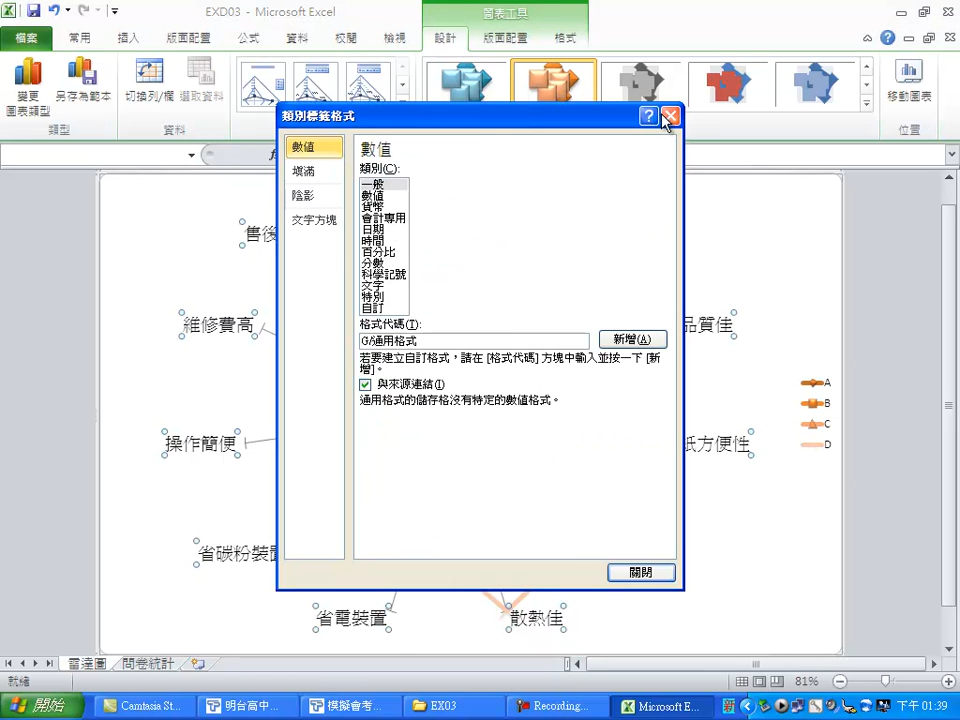 EXD03 - Microsoft Excel
圖表工具
檔案 常用 插入 版面配置 公式 資料 校閱 檢視 設計 版面配置 格式
變更
圖表類型
另存為範本
切換列/欄
選取資料
移動圖表
類型
資料
位置
類別標籤格式
數值
填滿
陰影
文字方塊
數值
類別(C):
一般
數值
貨幣
會計專用
日期
時間
百分比
分數
科學記號
文字
特別
自訂
格式代碼(T):
G/通用格式
新增(A)
若要建立自訂格式，請在 [格式代碼] 方塊中輸入並按一下 [新
增]。
與來源連結(I)
通用格式的儲存格沒有特定的數值格式。
關閉
售後
維修費高
品質佳
操作簡便
紙方便性
省碳粉裝置
省電裝置
散熱佳
A
B
C
D
雷達圖 問卷統計
就緒
81%
開始
Camtasia St...
明台高中...
模擬會考...
EX03
Recording...
Microsoft E...
下午 01:39